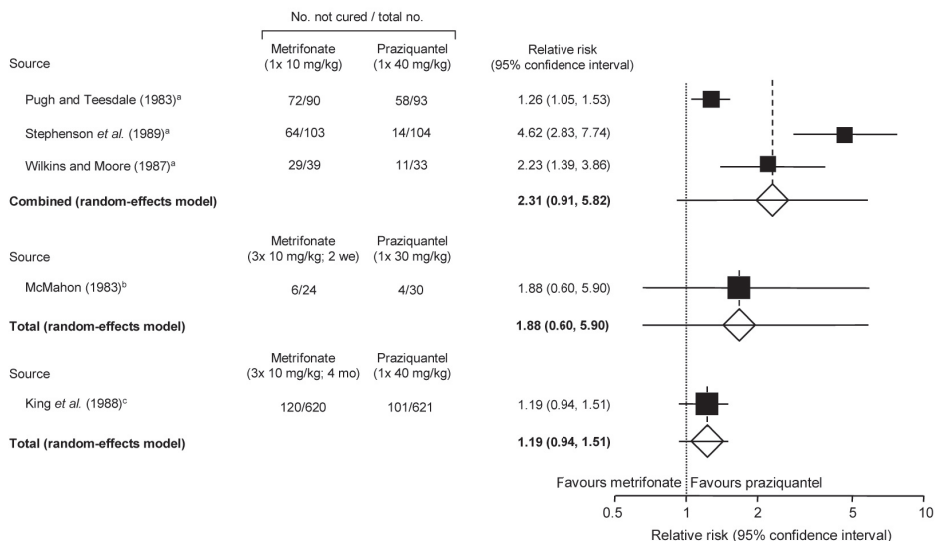 No. not cured / total no.
Metrifonate Praziquantel Relative risk
Source (1x 10 mg/kg) (1x 40 mg/kg) (95% confidence interval)
Pugh and Teesdale (1983)a 72/90 58/93 1.26 (1.05, 1.53)
Stephenson et al. (1989)a 64/103 14/104 4.62 (2.83, 7.74)
Wilkins and Moore (1987)a 29/39 11/33 2.23 (1.39, 3.86)
Combined (random-effects model) 2.31 (0.91, 5.82)
Metrifonate Praziquantel
Source (3x 10 mg/kg; 2 we) (1x 30 mg/kg)
McMahon (1983)b 6/24 4/30 1.88 (0.60, 5.90)
Total (random-effects model) 1.88 (0.60, 5.90)
Metrifonate Praziquantel
Source (3x 10 mg/kg; 4 mo) (1x 40 mg/kg)
King et al. (1988)c 120/620 101/621 1.19 (0.94, 1.51)
Total (random-effects model) 1.19 (0.94, 1.51)
Favours metrifonate Favours praziquantel
0.5 1 2 5 10
Relative risk (95% confidence interval)